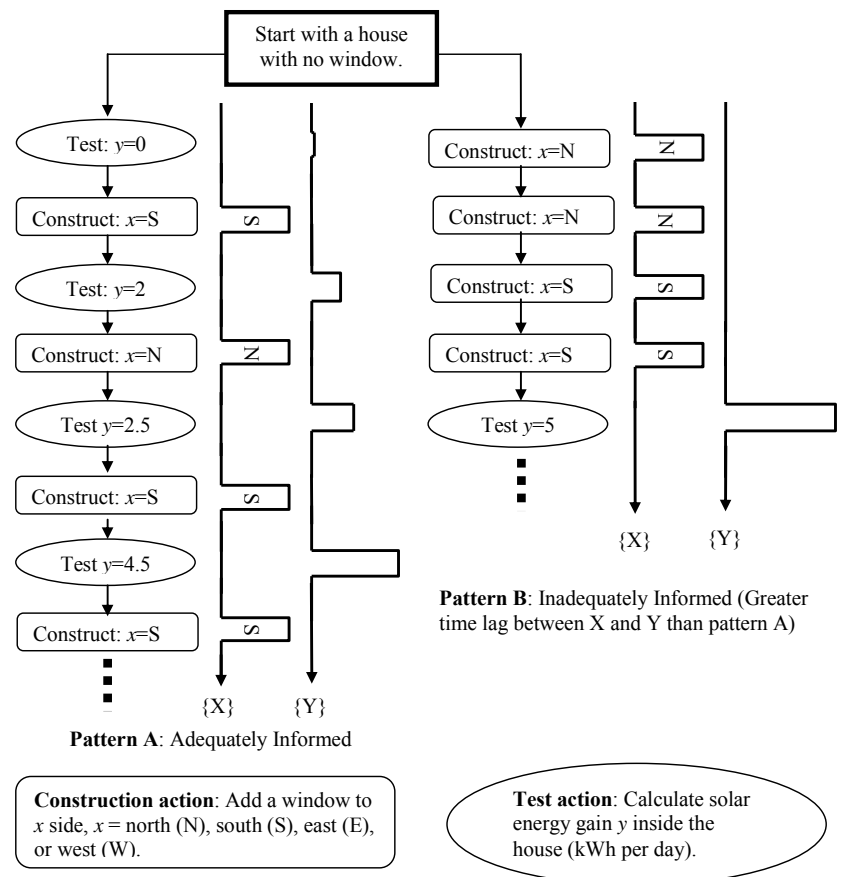 Start with a house
with no window.
Test: y=0
Construct: x=S
S
Test: y=2
Construct: x=N
N
Test y=2.5
Construct: x=S
S
Test y=4.5
Construct: x=S
S
{X}
{Y}
Pattern A: Adequately Informed
Construct: x=N
N
Construct: x=N
N
Construct: x=S
S
Construct: x=S
S
Test y=5
{X}
{Y}
Pattern B: Inadequately Informed (Greater
time lag between X and Y than pattern A)
Construction action: Add a window to
x side, x = north (N), south (S), east (E),
or west (W).
Test action: Calculate solar
energy gain y inside the
house (kWh per day).